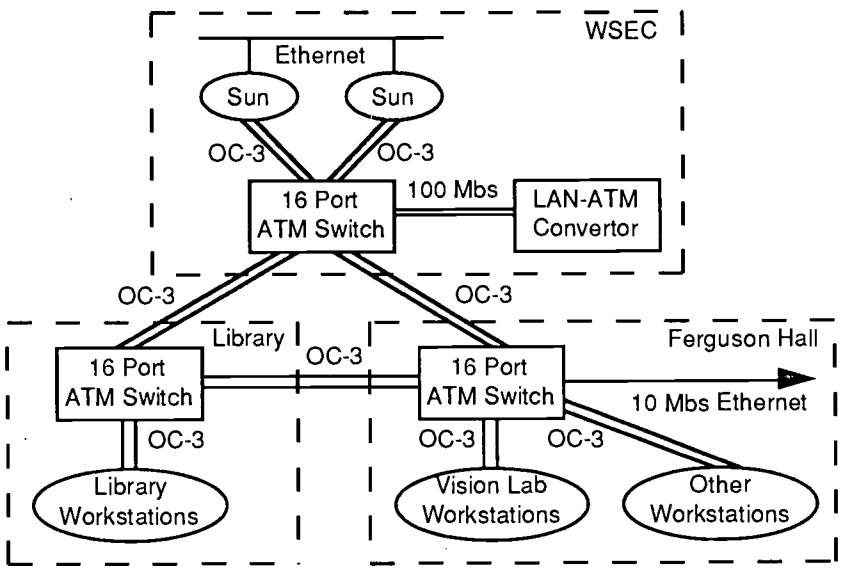 WSEC
Ethernet
Sun
Sun
OC-3
OC-3
16 Port
ATM Switch
100 Mbs
LAN-ATM
Convertor
OC-3
OC-3
Library
Ferguson Hall
16 Port
ATM Switch
OC-3
16 Port
ATM Switch
10 Mbs Ethernet
OC-3
OC-3
OC-3
Library
Workstations
Vision Lab
Workstations
Other
Workstations